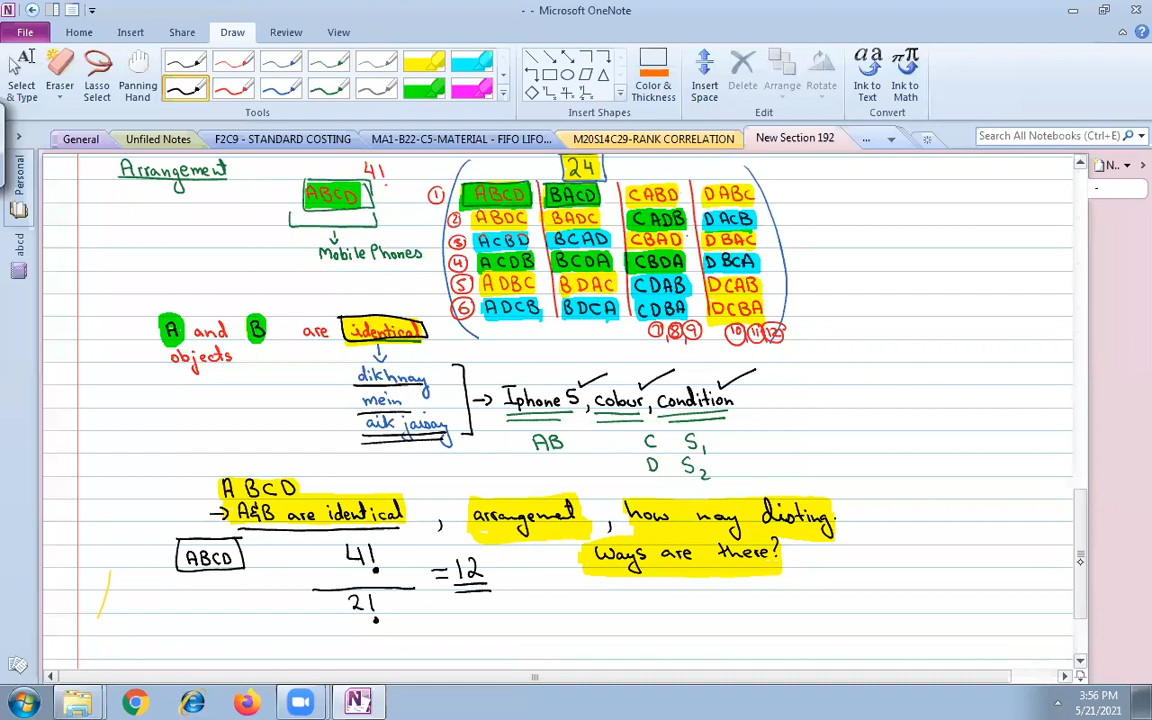 - - Microsoft OneNote
File Home Insert Share Draw Review View
Select & Type Eraser Lasso Select Panning Hand Color & Thickness Insert Space Delete Arrange Rotate Ink to Text Ink to Math
Tools Insert Shapes Edit Convert
General Unfiled Notes F2C9 - STANDARD COSTING MA1-B22-C5-MATERIAL - FIFO LIFO... M20S14C29-RANK CORRELATION New Section 192 ... Search All Notebooks (Ctrl+E)
Personal
abcd
N..
-
Arrangement 4! 24
ABCD
Mobile Phones
1 ABCD BACD CABD DABC
2 ABDC BADC CADB DACB
3 ACBD BCAD CBAD DBAC
4 ACDB BCDA CBDA DBCA
5 ADBC BDAC CDAB DCAB
6 ADCB BDCA CDBA DCBA
7 8 9 10 11 12
A and B are identical
objects
dikhnay
mein
aik jaisay
→ Iphone 5, colour, condition
AB C S1
D S2
ABCD
→ A&B are identical, arrangement, how may disting.
ways are there?
ABCD
4!
= 12
2!
3:56 PM
5/21/2021